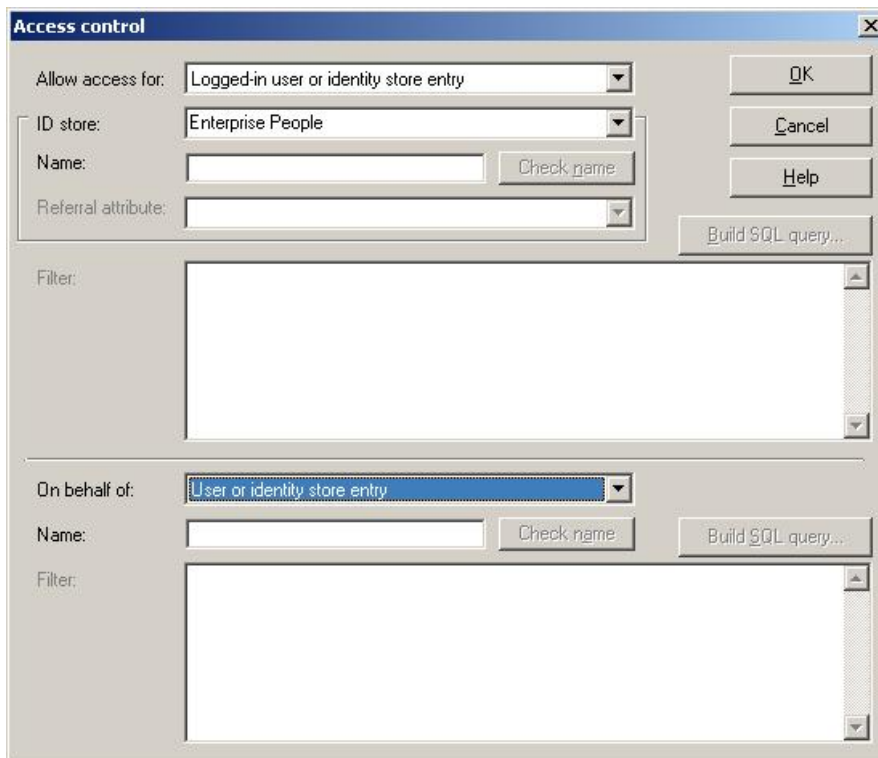 Access control
Allow access for: Logged-in user or identity store entry OK
ID store: Enterprise People Cancel
Name: Check name Help
Referral attribute:
Build SQL query...
Filter:
On behalf of: User or identity store entry
Name: Check name Build SQL query...
Filter: